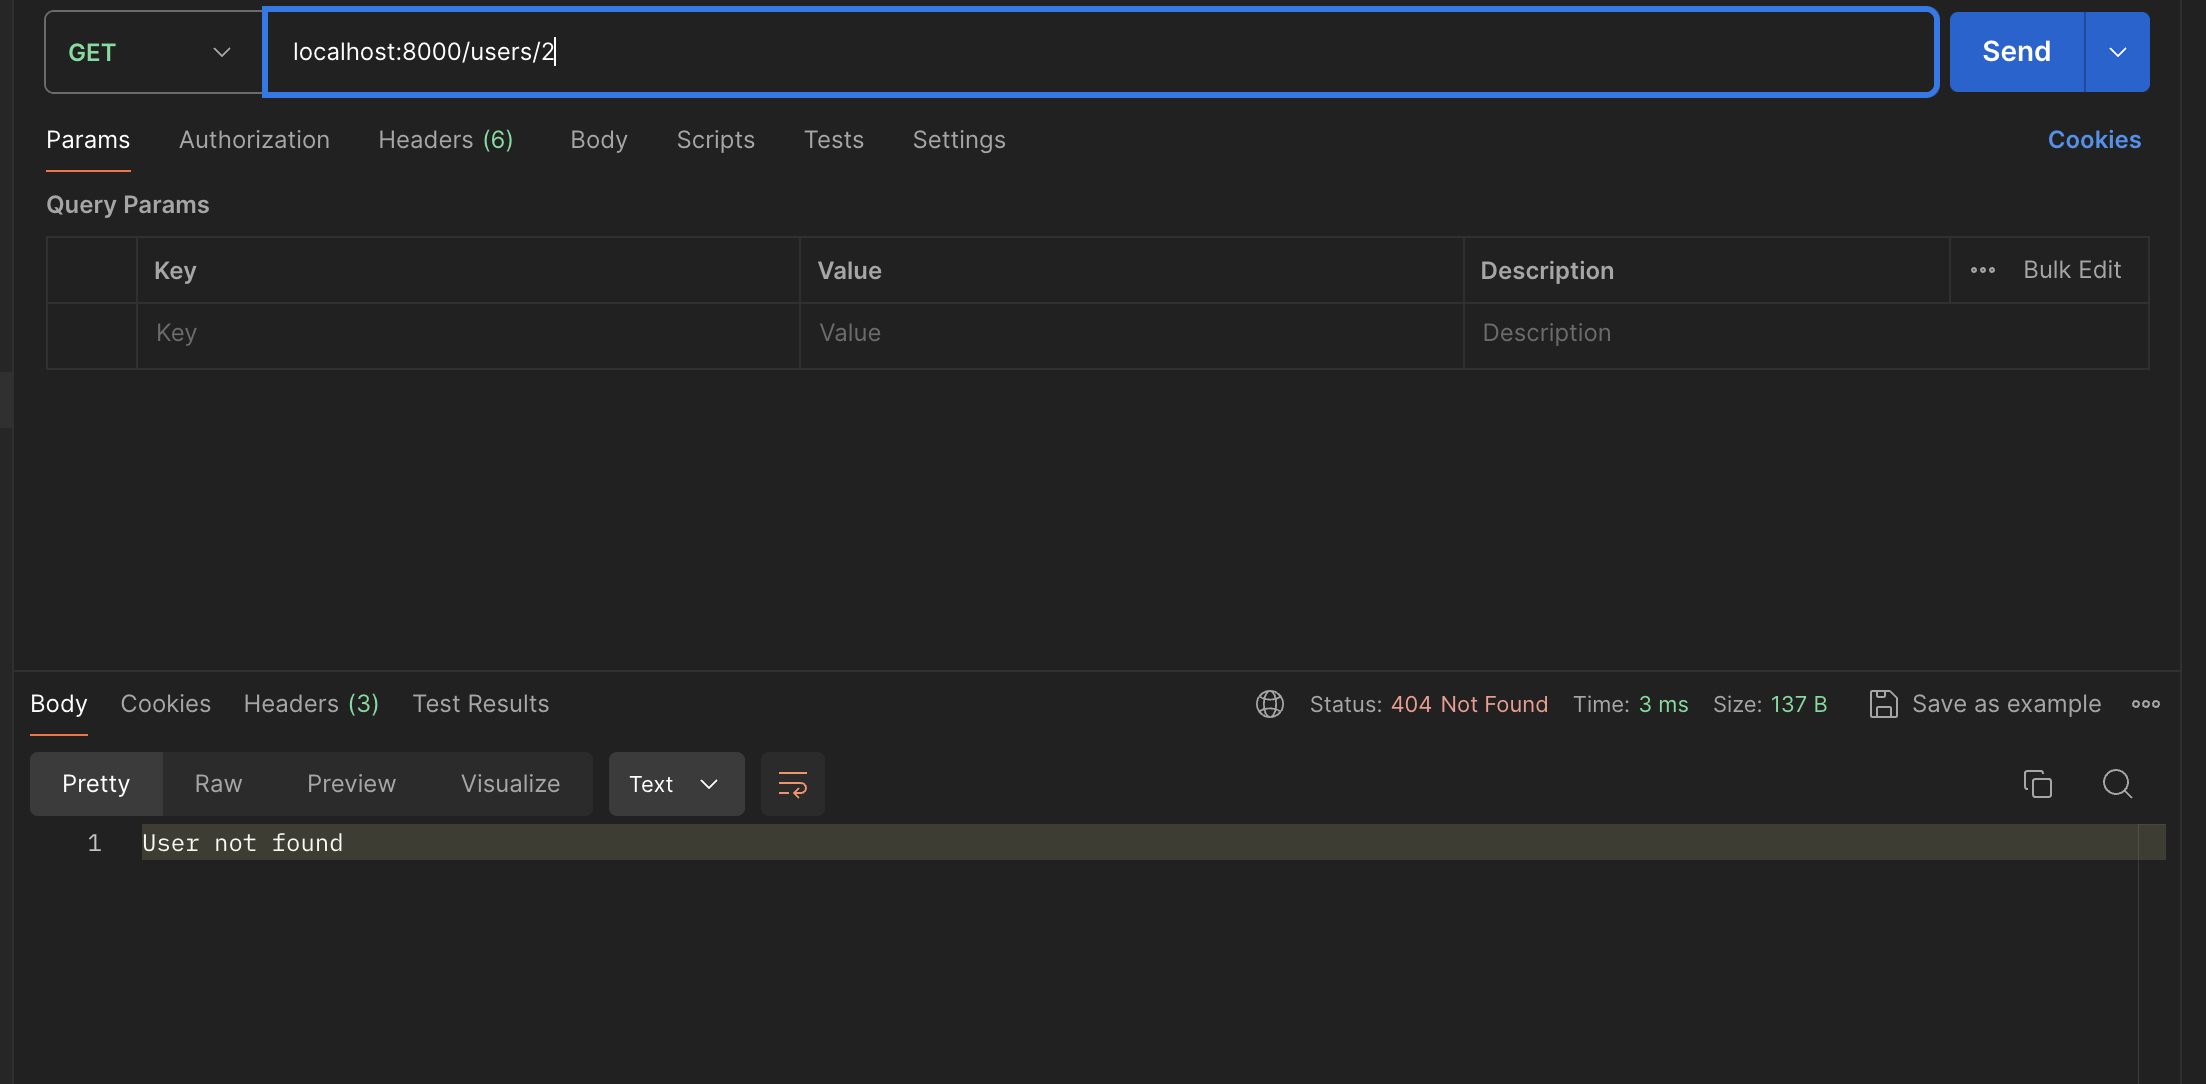 GET localhost:8000/users/2 Send
Params Authorization Headers (6) Body Scripts Tests Settings Cookies
Query Params
Key Value Description Bulk Edit
Key Value Description
Body Cookies Headers (3) Test Results Status: 404 Not Found Time: 3 ms Size: 137 B Save as example
Pretty Raw Preview Visualize Text
1 User not found